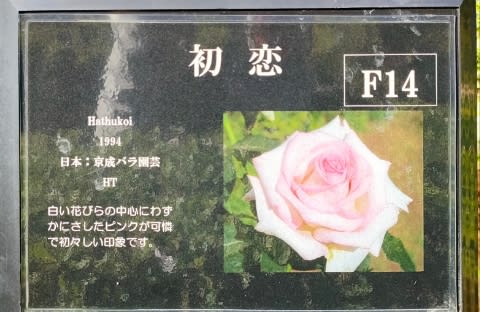 初恋
F14
Hathukoi
1994
日本：京成バラ園芸
HT
白い花びらの中心にわず
かにさしたピンクが可憐
で初々しい印象です。